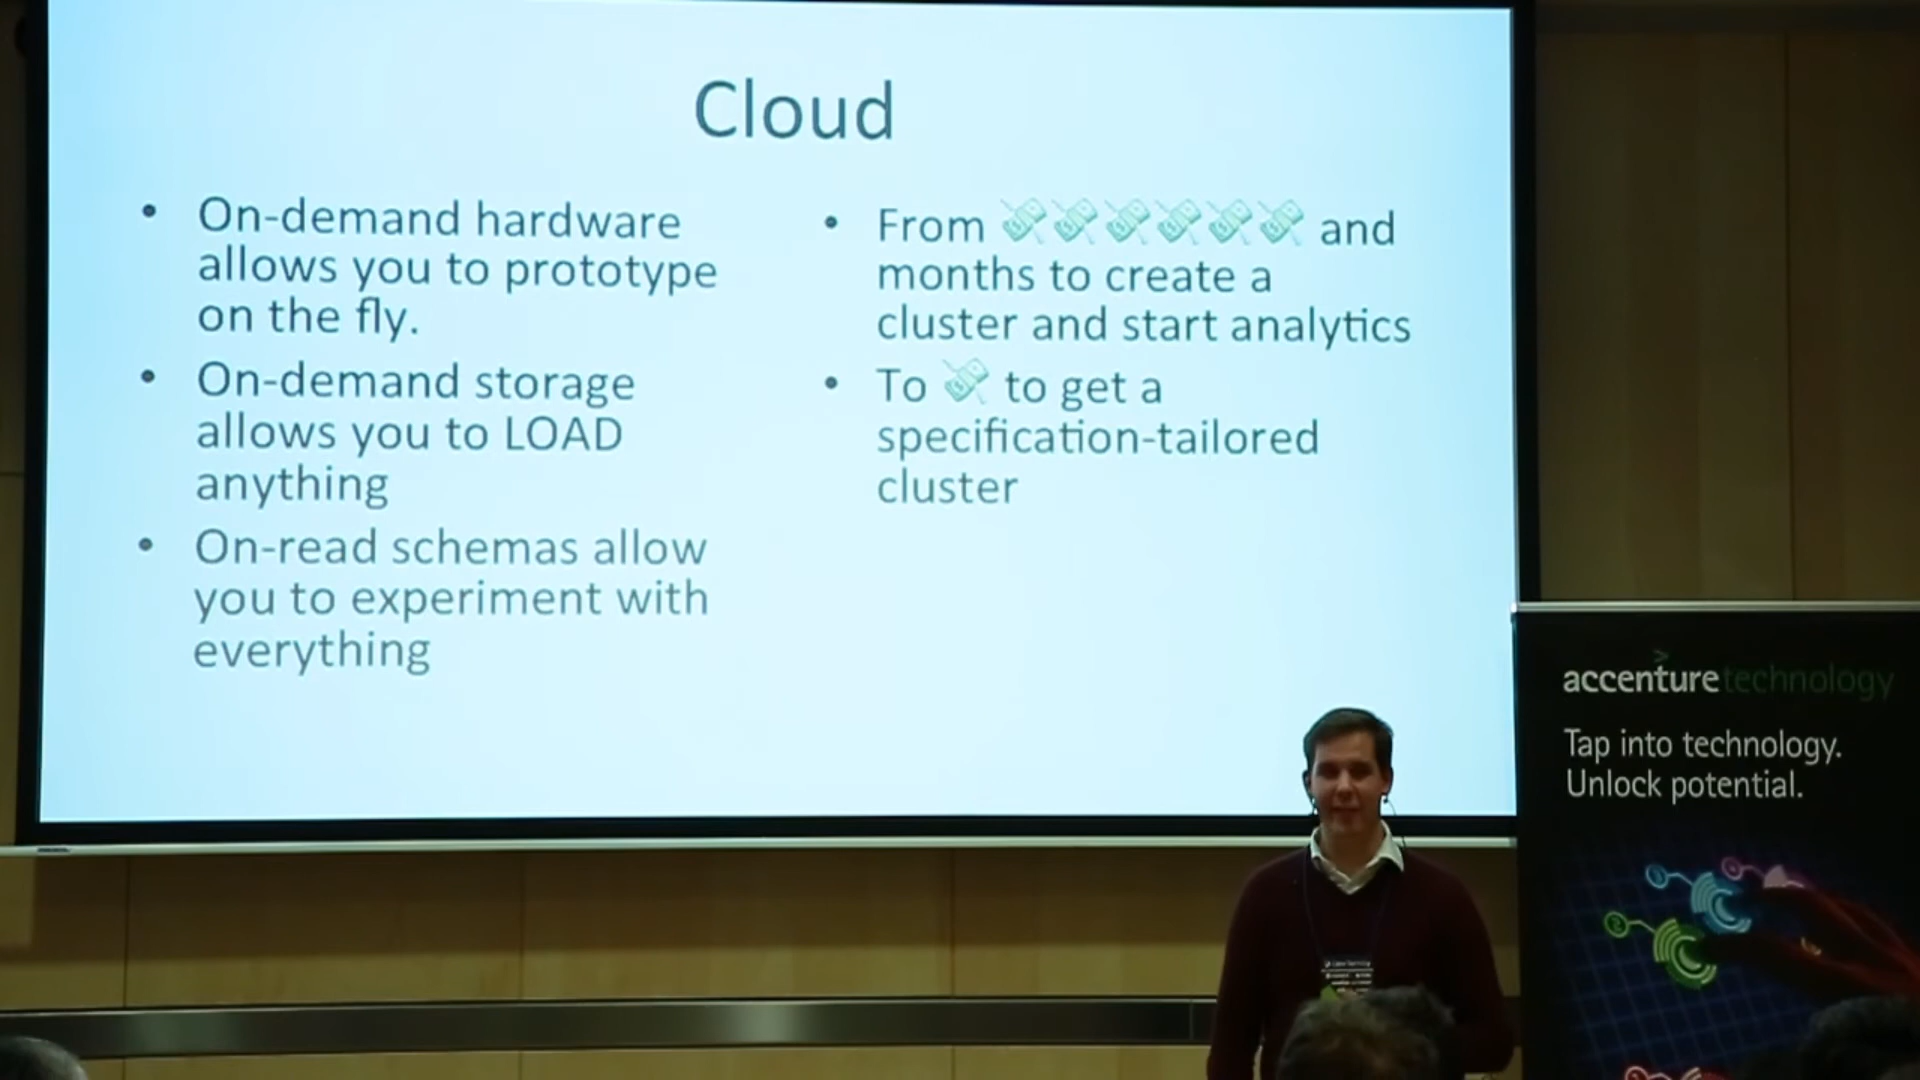 Cloud
• On-demand hardware
allows you to prototype
on the fly.
• On-demand storage
allows you to LOAD
anything
• On-read schemas allow
you to experiment with
everything
• From 💸💸💸💸💸💸 and
months to create a
cluster and start analytics
• To 💸 to get a
specification-tailored
cluster
accenturetechnology
Tap into technology.
Unlock potential.